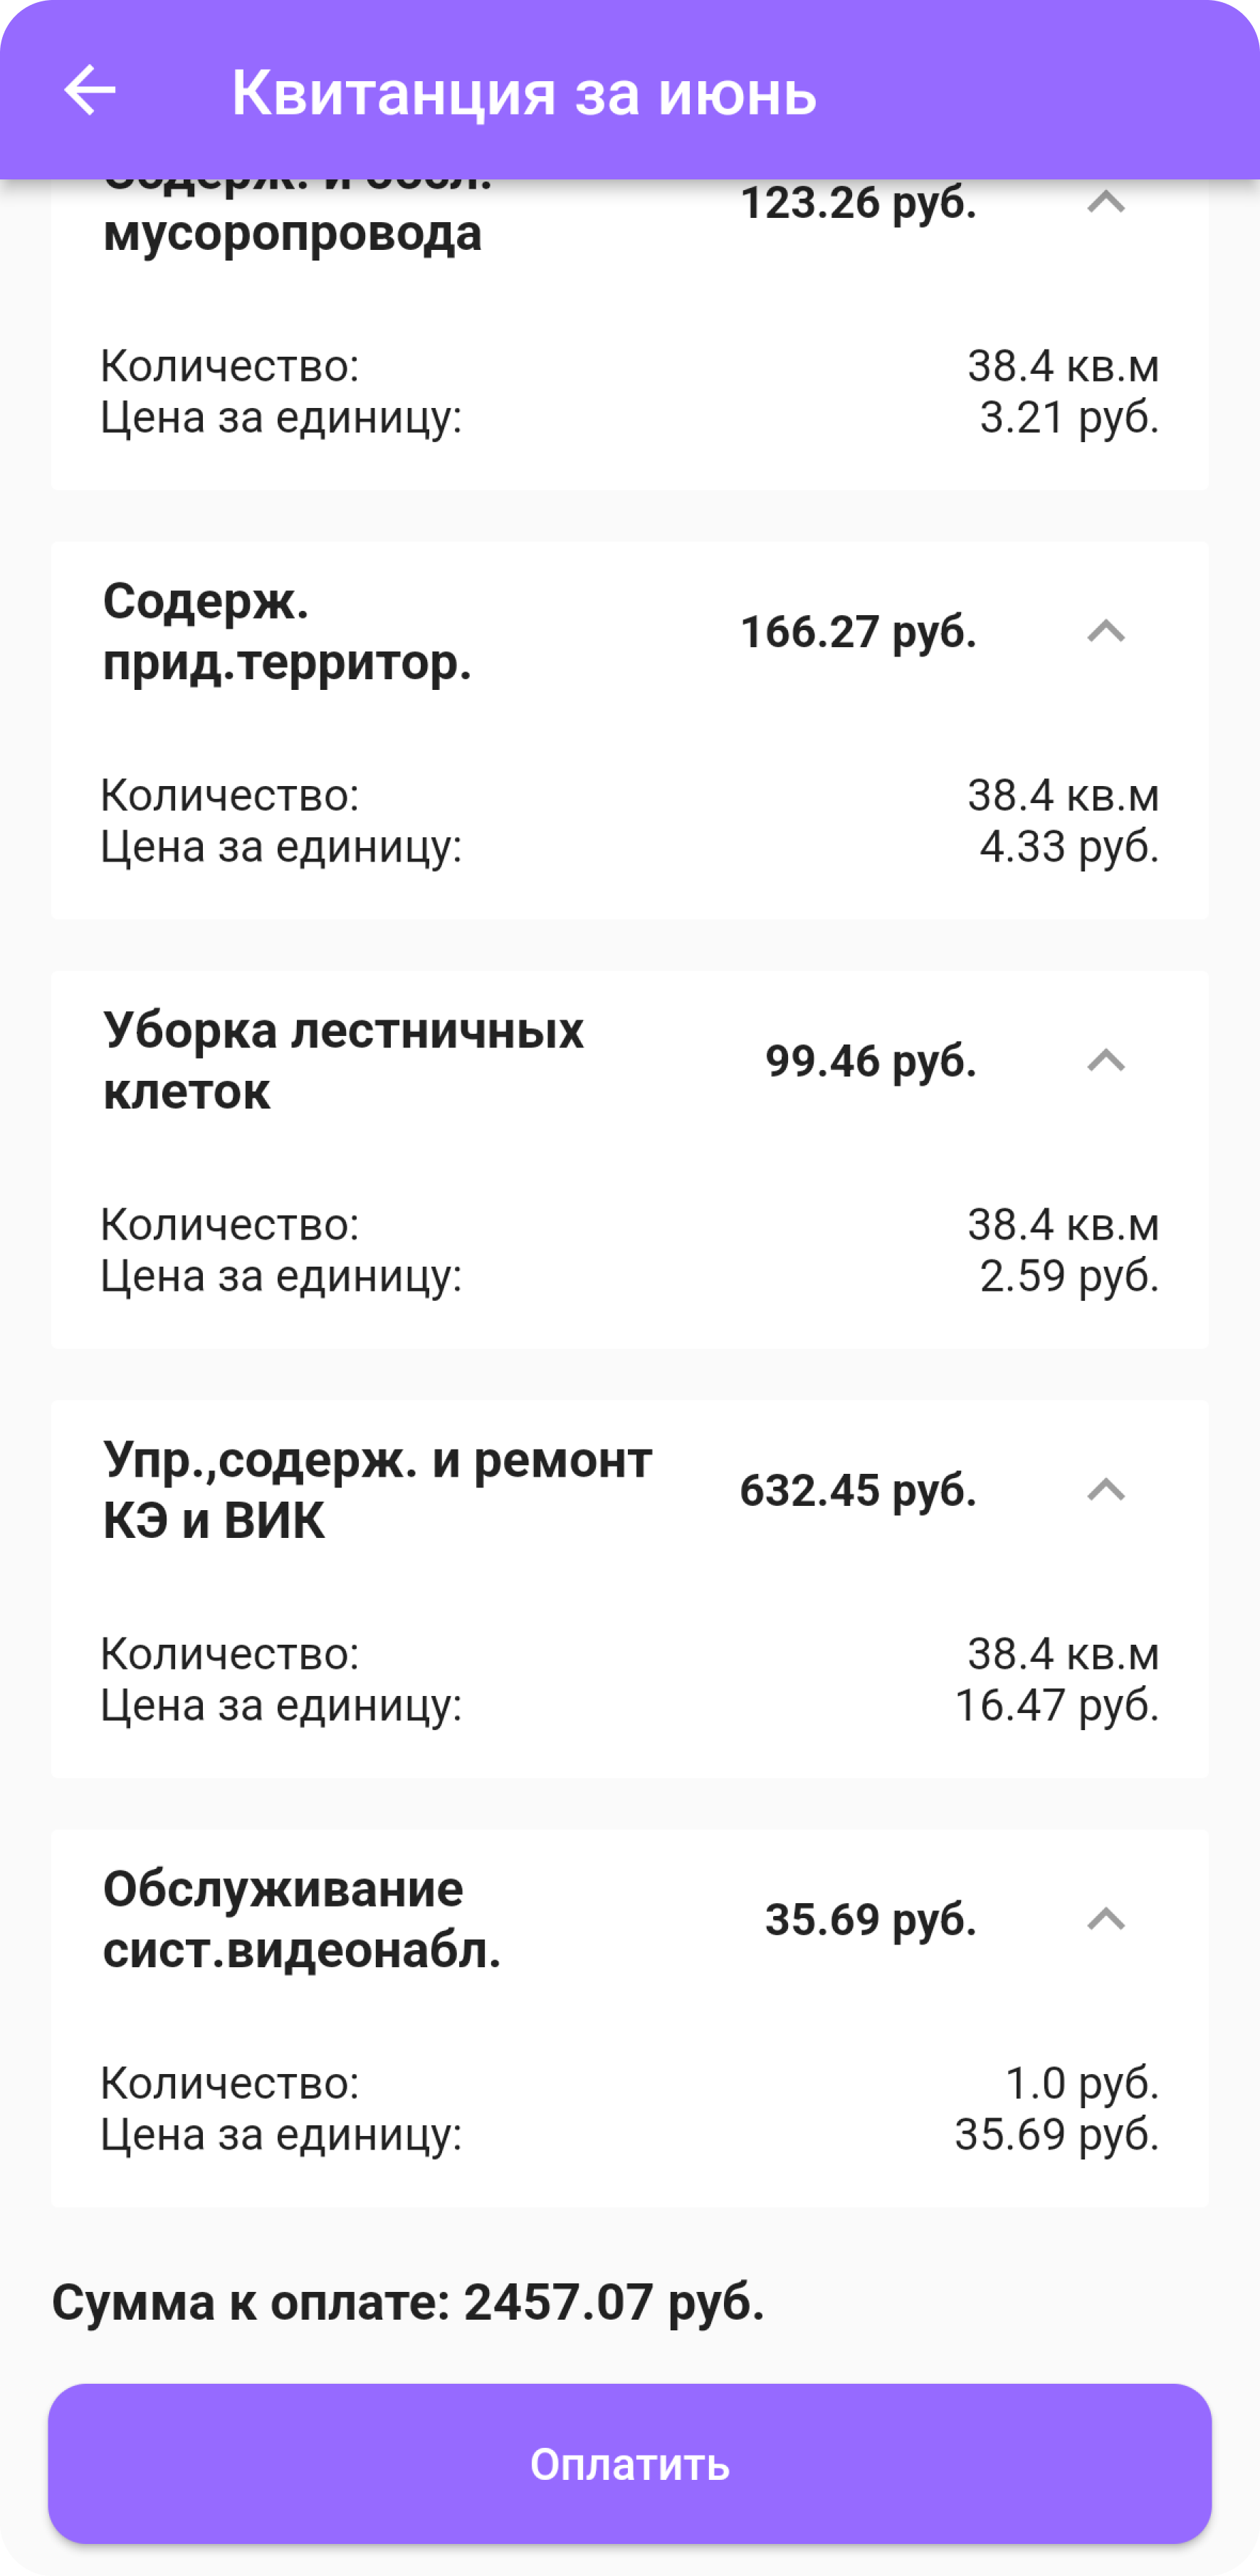 Квитанция за июнь
Содерж. и обсл.
мусоропровода
123.26 руб.
Количество: 38.4 кв.м
Цена за единицу: 3.21 руб.
Содерж.
прид.территор.
166.27 руб.
Количество: 38.4 кв.м
Цена за единицу: 4.33 руб.
Уборка лестничных
клеток
99.46 руб.
Количество: 38.4 кв.м
Цена за единицу: 2.59 руб.
Упр.,содерж. и ремонт
КЭ и ВИК
632.45 руб.
Количество: 38.4 кв.м
Цена за единицу: 16.47 руб.
Обслуживание
сист.видеонабл.
35.69 руб.
Количество: 1.0 руб.
Цена за единицу: 35.69 руб.
Сумма к оплате: 2457.07 руб.
Оплатить